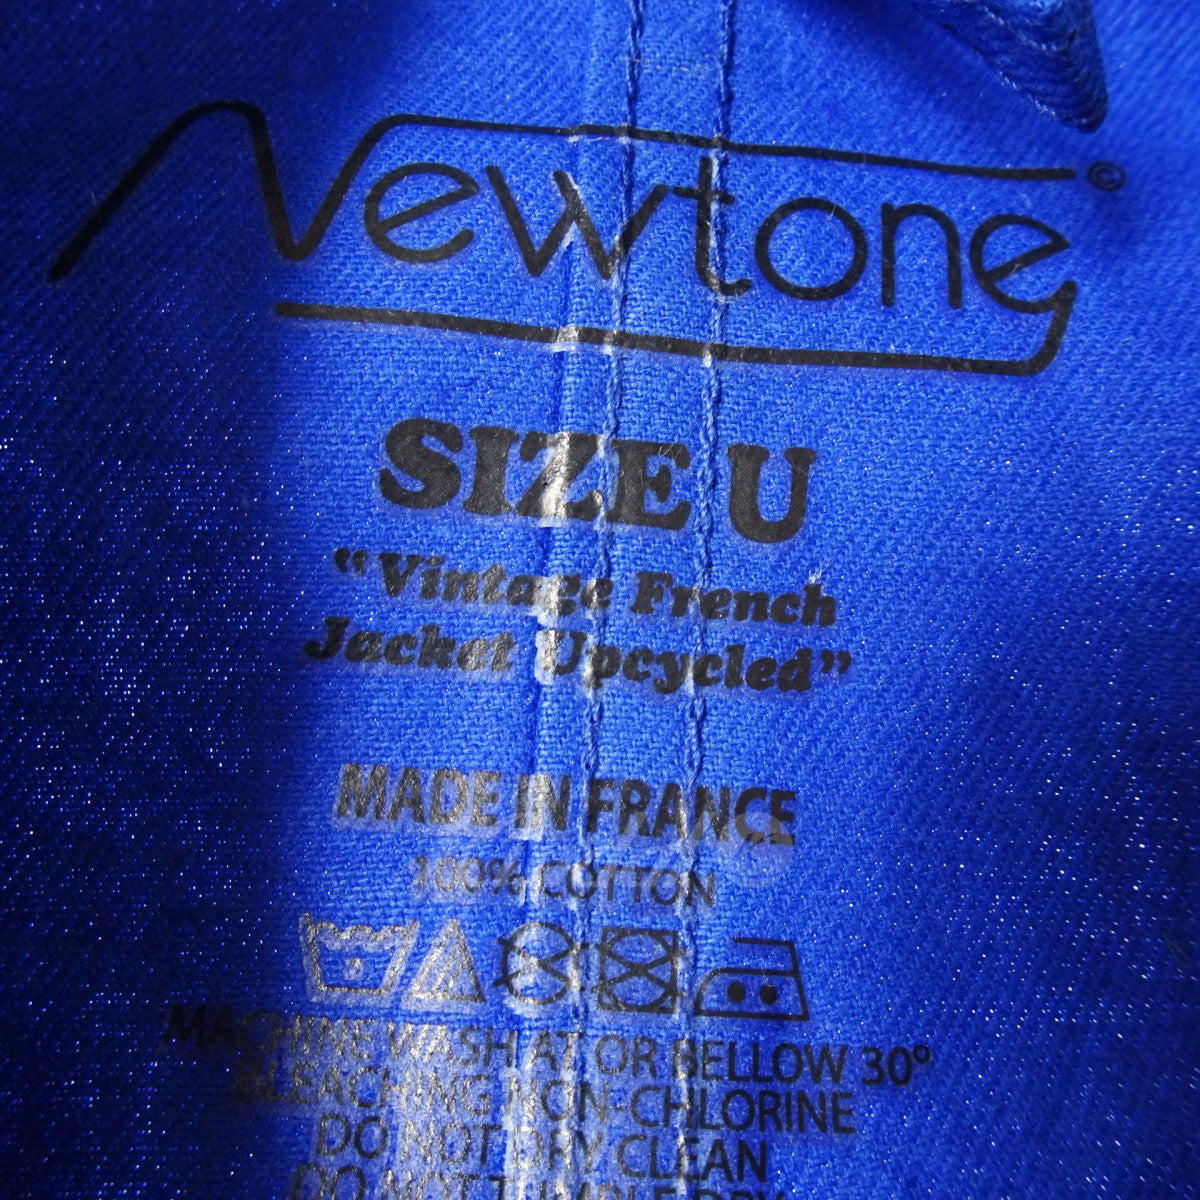 Newtone ©
SIZE U
"Vintage French
Jacket Upcycled"
MADE IN FRANCE
100% COTTON
MACHINE WASH AT OR BELLOW 30º
BLEACHING NON-CHLORINE
DO NOT DRY CLEAN
DO NOT TUMBLE DRY